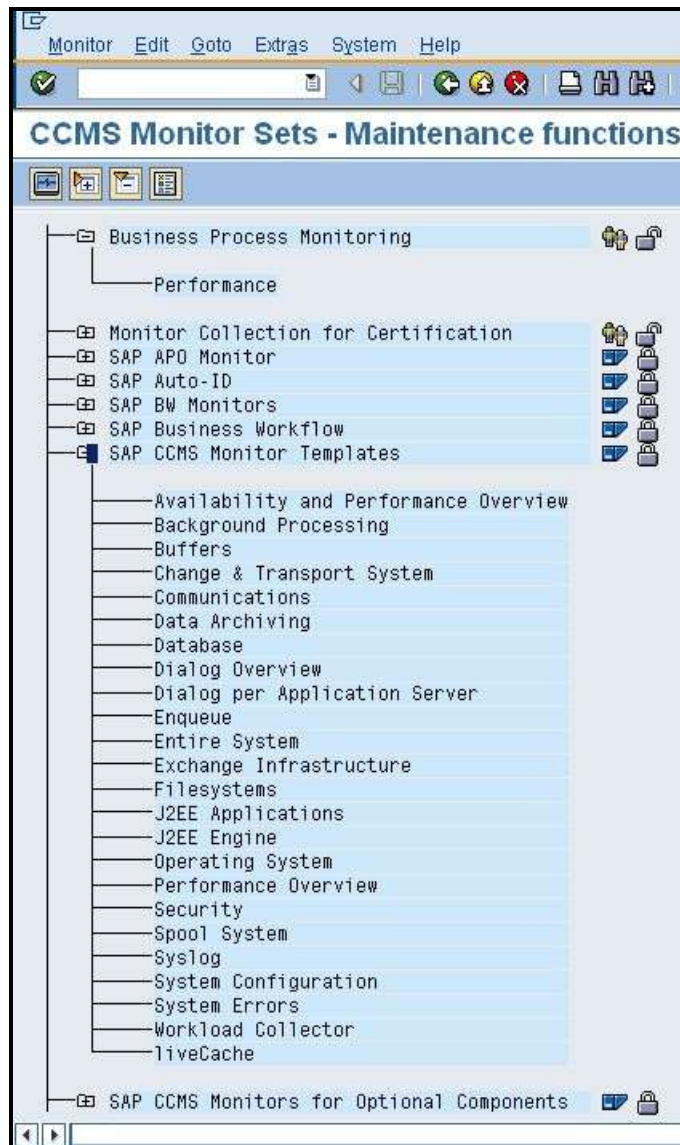 Monitor Edit Goto Extras System Help
CCMS Monitor Sets - Maintenance functions
Business Process Monitoring
Performance
Monitor Collection for Certification
SAP APO Monitor
SAP Auto-ID
SAP BW Monitors
SAP Business Workflow
SAP CCMS Monitor Templates
Availability and Performance Overview
Background Processing
Buffers
Change & Transport System
Communications
Data Archiving
Database
Dialog Overview
Dialog per Application Server
Enqueue
Entire System
Exchange Infrastructure
Filesystems
J2EE Applications
J2EE Engine
Operating System
Performance Overview
Security
Spool System
Syslog
System Configuration
System Errors
Workload Collector
liveCache
SAP CCMS Monitors for Optional Components